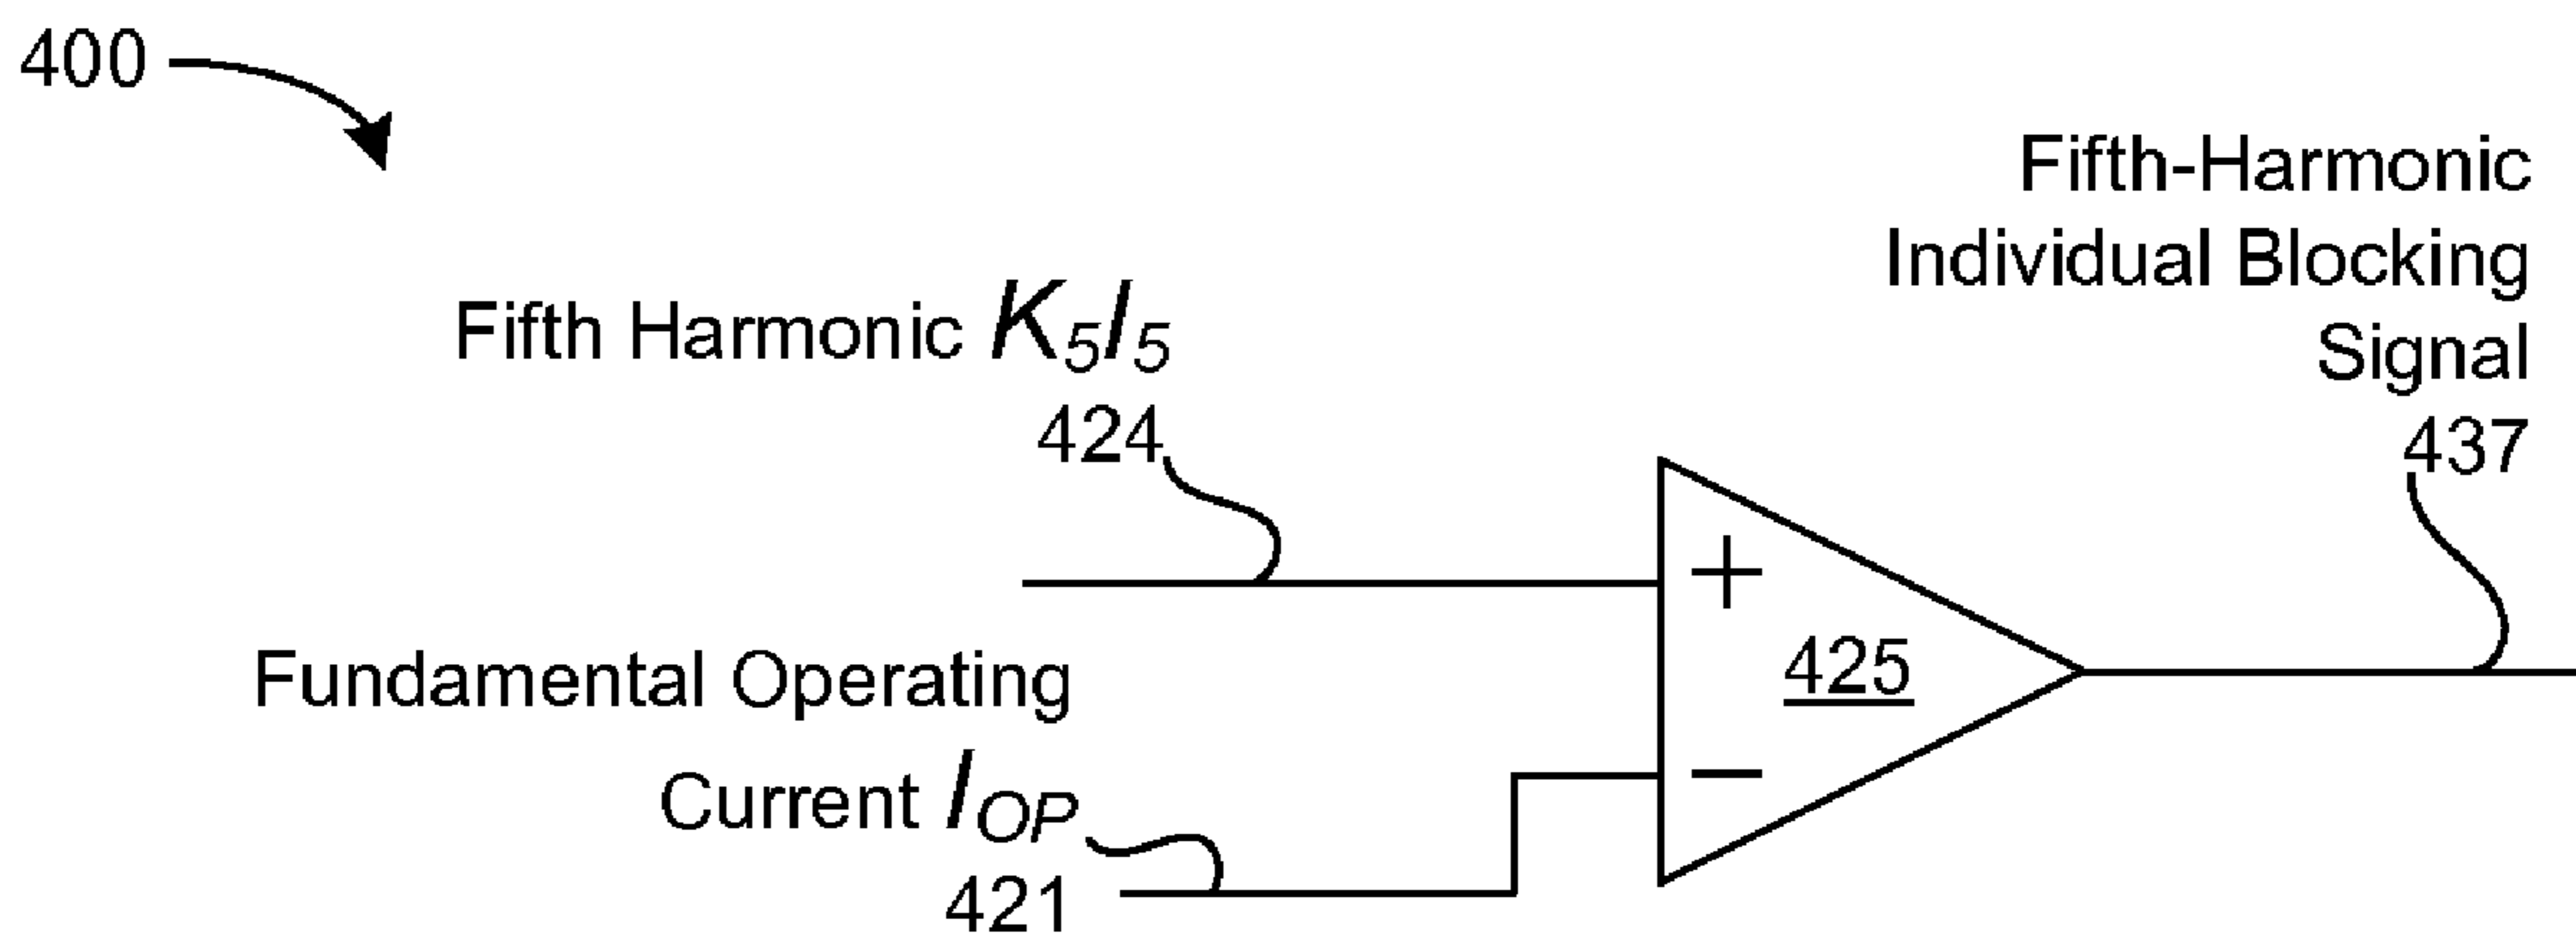 400
Fifth-Harmonic
Individual Blocking
Signal
437
Fifth Harmonic K5I5
424
+
425
Fundamental Operating
Current IOP
421
−